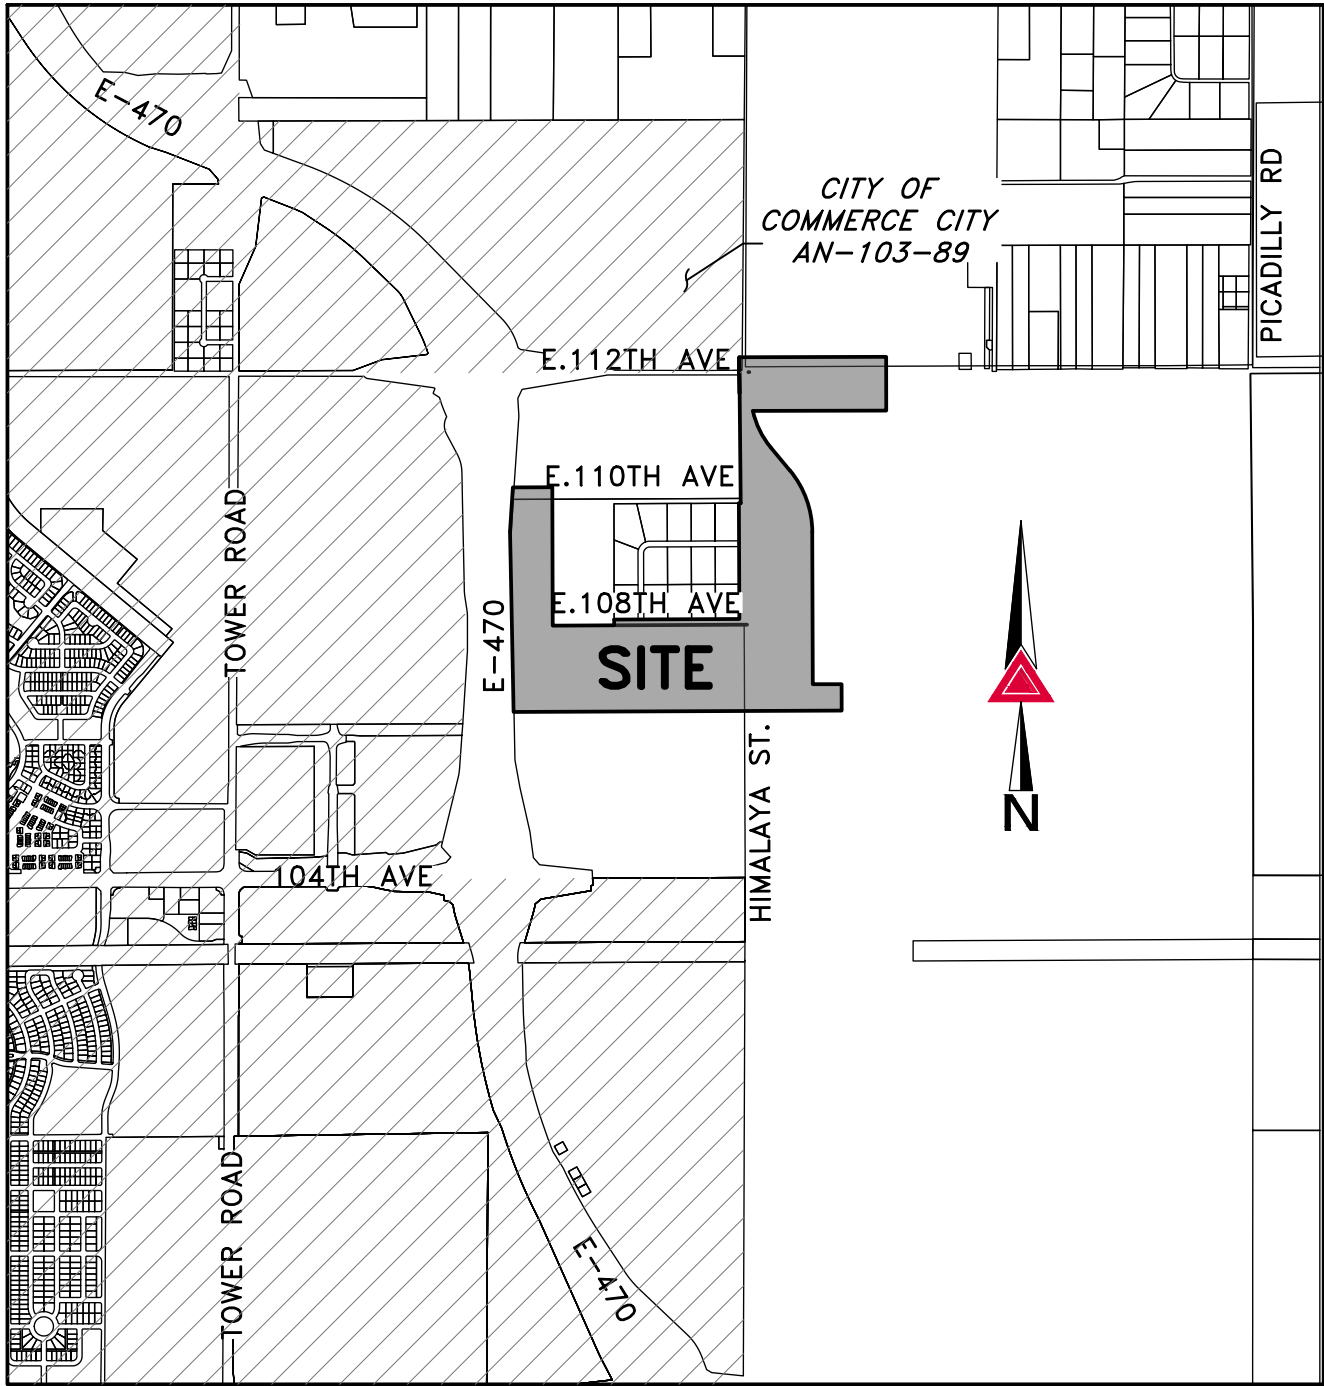 E-470
CITY OF
COMMERCE CITY
AN-103-89
PICADILLY RD
E.112TH AVE
E.110TH AVE
TOWER ROAD
E-470
E.108TH AVE
SITE
HIMALAYA ST.
N
104TH AVE
TOWER ROAD
E-470